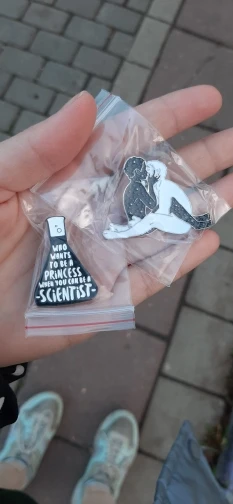 WHO
WANTS
TO BE A
PRINCESS
WHEN YOU CAN BE A
-SCIENTIST-